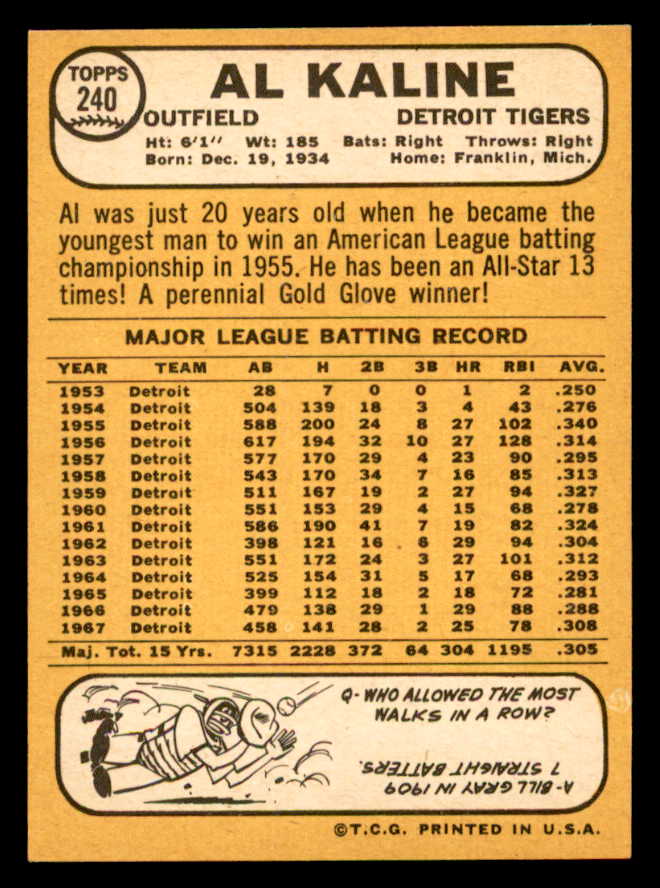 TOPPS
240
AL KALINE
OUTFIELD DETROIT TIGERS
Ht: 6'1" Wt: 185 Bats: Right Throws: Right
Born: Dec. 19, 1934 Home: Franklin, Mich.
Al was just 20 years old when he became the
youngest man to win an American League batting
championship in 1955. He has been an All-Star 13
times! A perennial Gold Glove winner!
MAJOR LEAGUE BATTING RECORD
YEAR TEAM AB H 2B 3B HR RBI AVG.
1953 Detroit 28 7 0 0 1 2 .250
1954 Detroit 504 139 18 3 4 43 .276
1955 Detroit 588 200 24 8 27 102 .340
1956 Detroit 617 194 32 10 27 128 .314
1957 Detroit 577 170 29 4 23 90 .295
1958 Detroit 543 170 34 7 16 85 .313
1959 Detroit 511 167 19 2 27 94 .327
1960 Detroit 551 153 29 4 15 68 .278
1961 Detroit 586 190 41 7 19 82 .324
1962 Detroit 398 121 16 6 29 94 .304
1963 Detroit 551 172 24 3 27 101 .312
1964 Detroit 525 154 31 5 17 68 .293
1965 Detroit 399 112 18 2 18 72 .281
1966 Detroit 479 138 29 1 29 88 .288
1967 Detroit 458 141 28 2 25 78 .308
Maj. Tot. 15 Yrs. 7315 2228 372 64 304 1195 .305
Q- WHO ALLOWED THE MOST
WALKS IN A ROW?
A- BILL GRAY IN 1909
7 STRAIGHT BATTERS.
©T.C.G. PRINTED IN U.S.A.